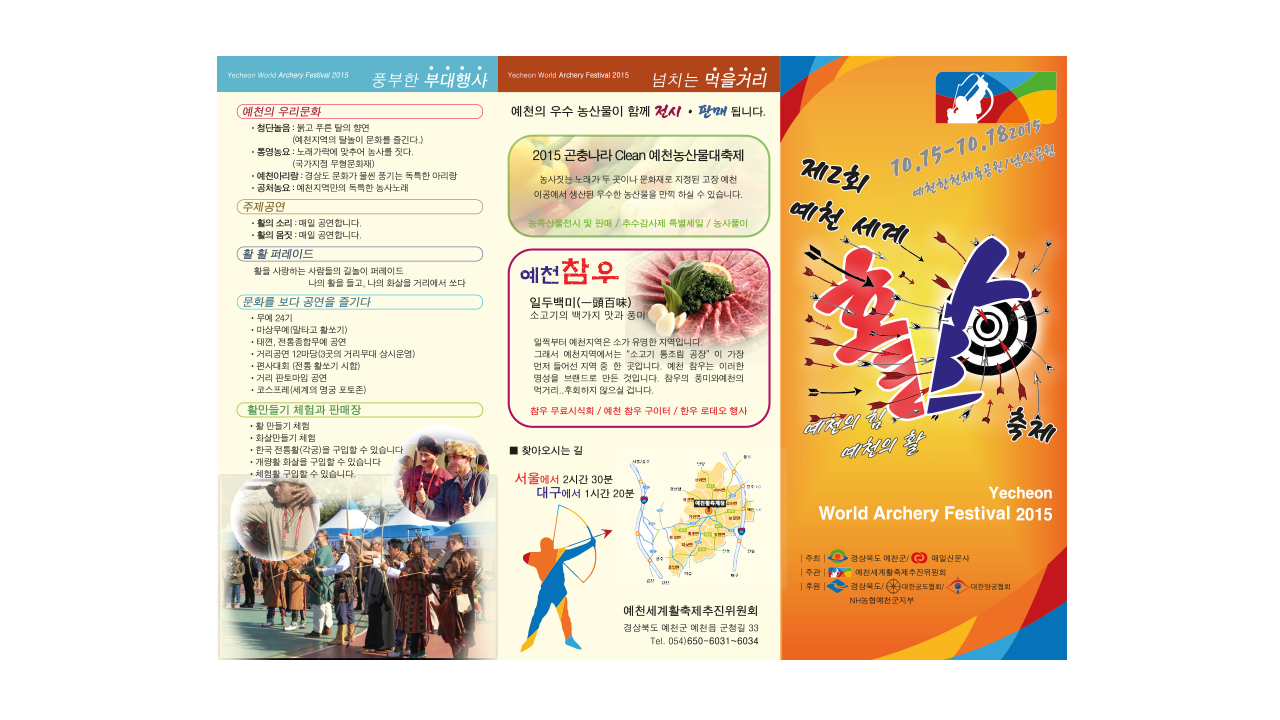 Yecheon World Archery Festival 2015
풍부한 부대행사
예천의 우리문화
• 청단놀음 : 붉고 푸른 탈의 향연
(예천지역의 탈놀이 문화를 즐긴다.)
• 통명농요 : 노래가락에 맞추어 농사를 짓다.
(국가지정 무형문화재)
• 예천아리랑 : 경상도 문화가 물씬 풍기는 독특한 아리랑
• 공처농요 : 예천지역만의 독특한 농사노래
주제공연
• 활의 소리 : 매일 공연합니다.
• 활의 몸짓 : 매일 공연합니다.
활 활 퍼레이드
활을 사랑하는 사람들의 길놀이 퍼레이드
나의 활을 들고, 나의 화살을 거리에서 쏘다
문화를 보다 공연을 즐기다
• 무예 24기
• 마상무예(말타고 활쏘기)
• 태껸, 전통종합무예 공연
• 거리공연 12마당(3곳의 거리무대 상시운영)
• 편사대회 (전통 활쏘기 시합)
• 거리 판토마임 공연
• 코스프레(세계의 명궁 포토존)
활만들기 체험과 판매장
• 활 만들기 체험
• 화살만들기 체험
• 한국 전통활(각궁)을 구입할 수 있습니다
• 개량활 화살을 구입할 수 있습니다
• 체험활 구입할 수 있습니다.
Yecheon World Archery Festival 2015
넘치는 먹을거리
예천의 우수 농산물이 함께 전시 • 판매 됩니다.
2015 곤충나라 Clean 예천농산물대축제
농사짓는 노래가 두 곳이나 문화재로 지정된 고장 예천
이곳에서 생산된 우수한 농산물을 만끽 하실 수 있습니다.
농특산물전시 및 판매 / 추수감사제 특별세일 / 농사풀이
예천참우
일두백미(一頭百味)
소고기의 백가지 맛과 풍미
일찍부터 예천지역은 소가 유명한 지역입니다.
그래서 예천지역에서는 "소고기 통조림 공장" 이 가장
먼저 들어선 지역 중 한 곳입니다. 예천 참우는 이러한
명성을 브랜드로 만든 것입니다. 참우의 풍미와예천의
먹거리..후회하지 않으실 겁니다.
참우 무료시식회 / 예천 참우 구이터 / 한우 로데오 행사
■ 찾아오시는 길
서울에서 2시간 30분
대구에서 1시간 20분
예천활축제장
예천세계활축제추진위원회
경상북도 예천군 예천읍 군청길 33
Tel. 054)650-6031~6034
10.15-10.18 2015
예천한천체육공원/남산공원
제2회
예천 세계
활
축제
예천의 힘
예천의 활
Yecheon
World Archery Festival 2015
| 주최 | 경상북도 예천군/ 매일신문사
| 주관 | 예천세계활축제추진위원회
| 후원 | 경상북도/ 대한궁도협회/ 대한양궁협회
NH농협예천군지부